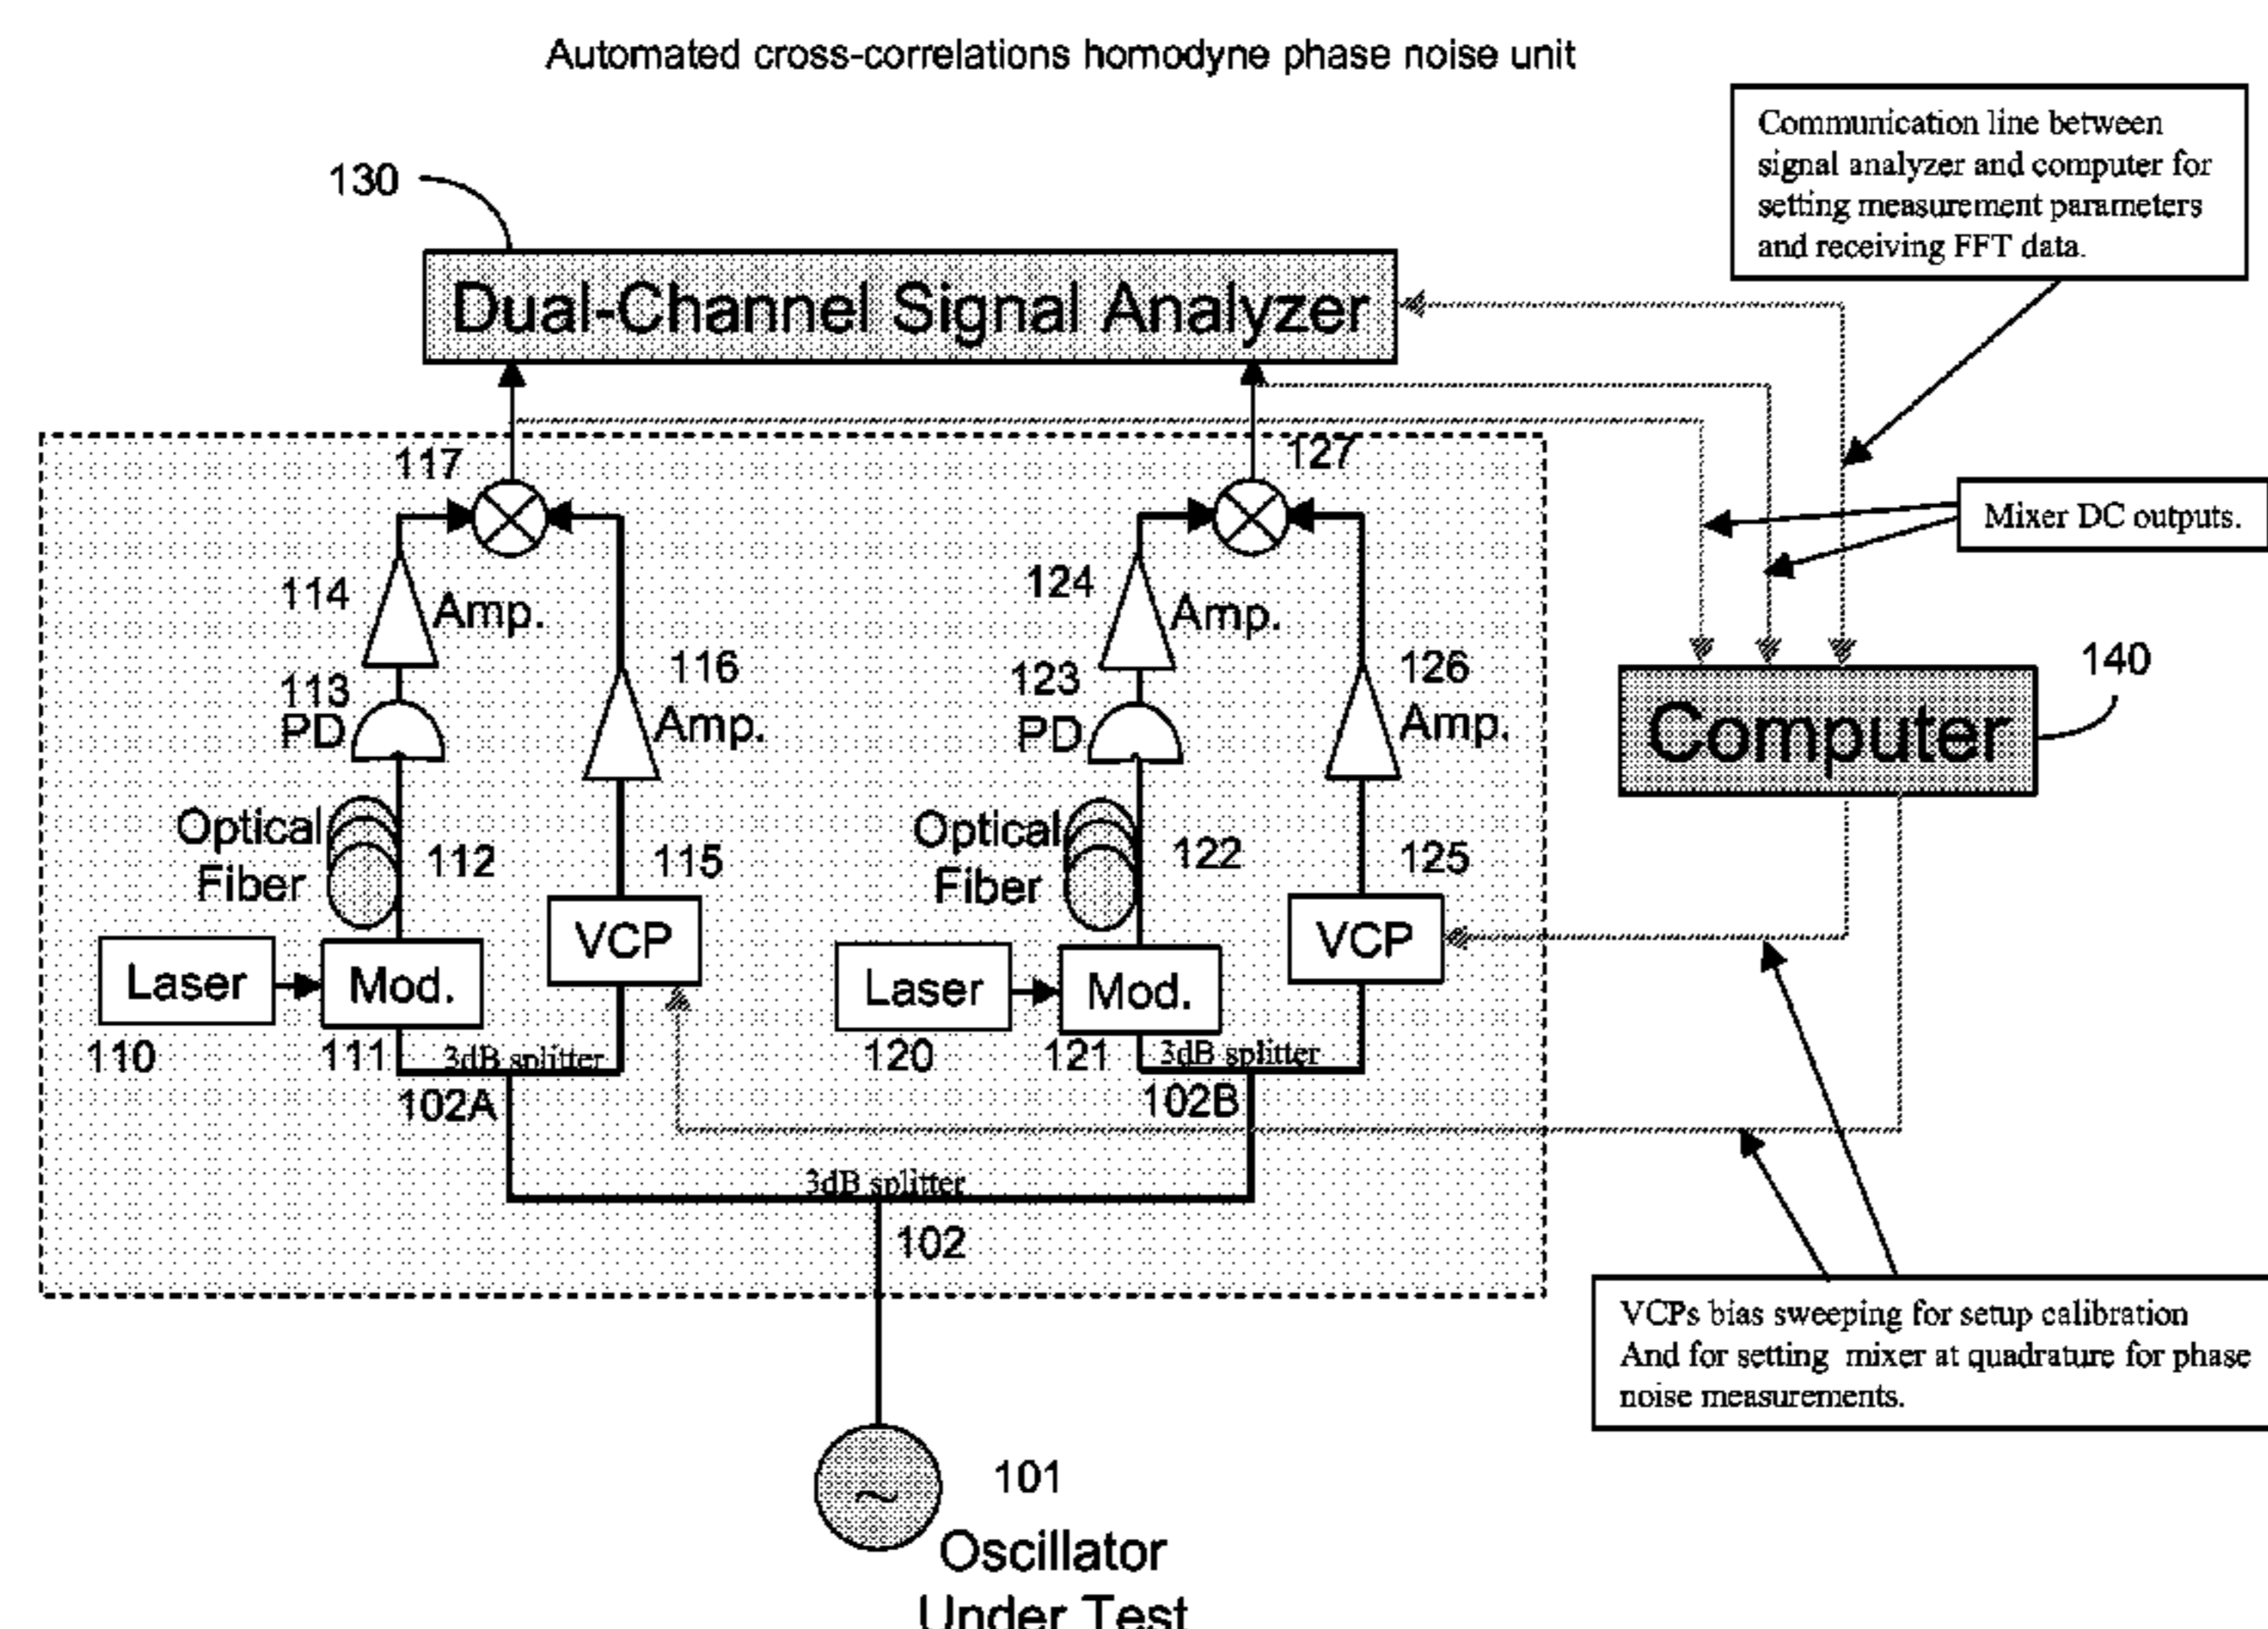 Automated cross-correlations homodyne phase noise unit
Communication line between
signal analyzer and computer for
setting measurement parameters
and receiving FFT data.
130
Dual-Channel Signal Analyzer
117
127
Mixer DC outputs.
114
Amp.
124
Amp.
116
Amp.
126
Amp.
113
PD
123
PD
140
Computer
Optical
Fiber
112
115
Optical
Fiber
122
125
VCP
VCP
Laser
Mod.
Laser
Mod.
110
111
3dB splitter
120
121
3dB splitter
102A
102B
3dB splitter
102
VCPs bias sweeping for setup calibration
And for setting mixer at quadrature for phase
noise measurements.
~
101
Oscillator
Under Test